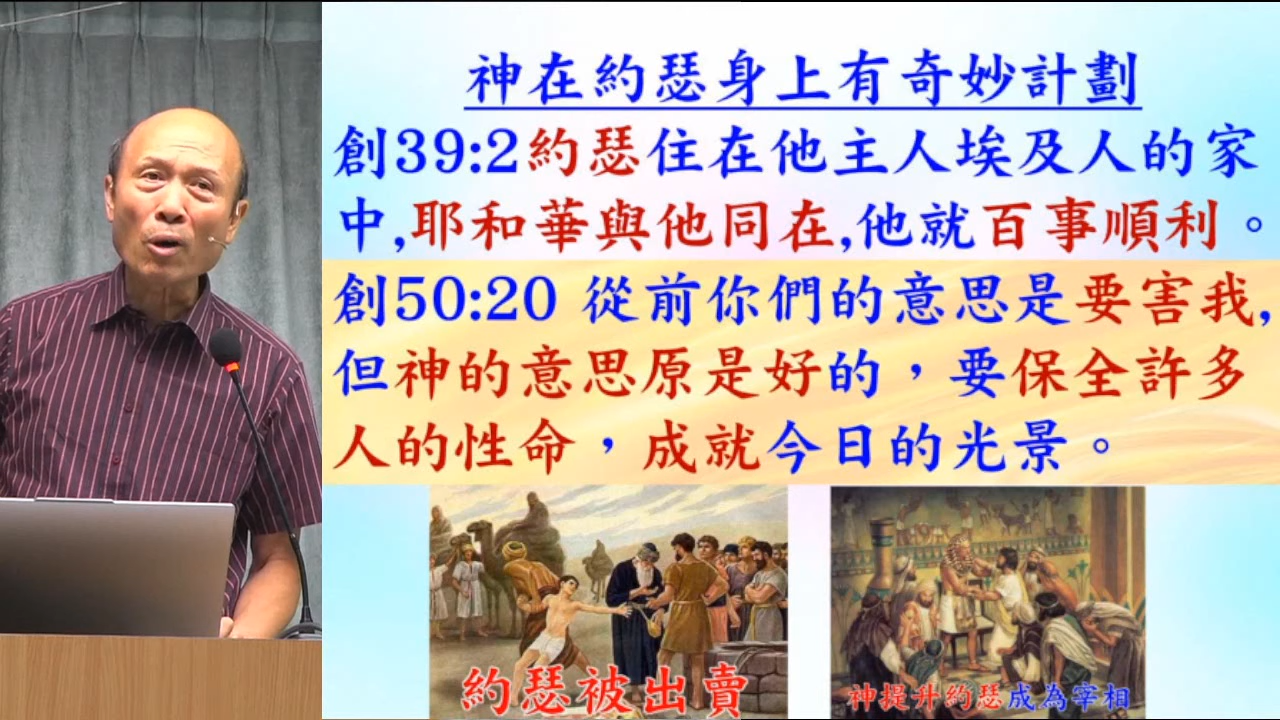 神在約瑟身上有奇妙計劃
創39:2約瑟住在他主人埃及人的家
中,耶和華與他同在,他就百事順利。
創50:20 從前你們的意思是要害我,
但神的意思原是好的，要保全許多
人的性命，成就今日的光景。
約瑟被出賣
神提升約瑟成為宰相